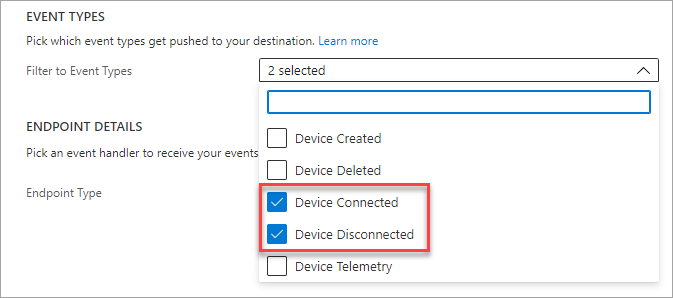 EVENT TYPES
Pick which event types get pushed to your destination. Learn more
Filter to Event Types
2 selected
ENDPOINT DETAILS
Device Created
Pick an event handler to receive your events
Device Deleted
Endpoint Type
Device Connected
Device Disconnected
Device Telemetry